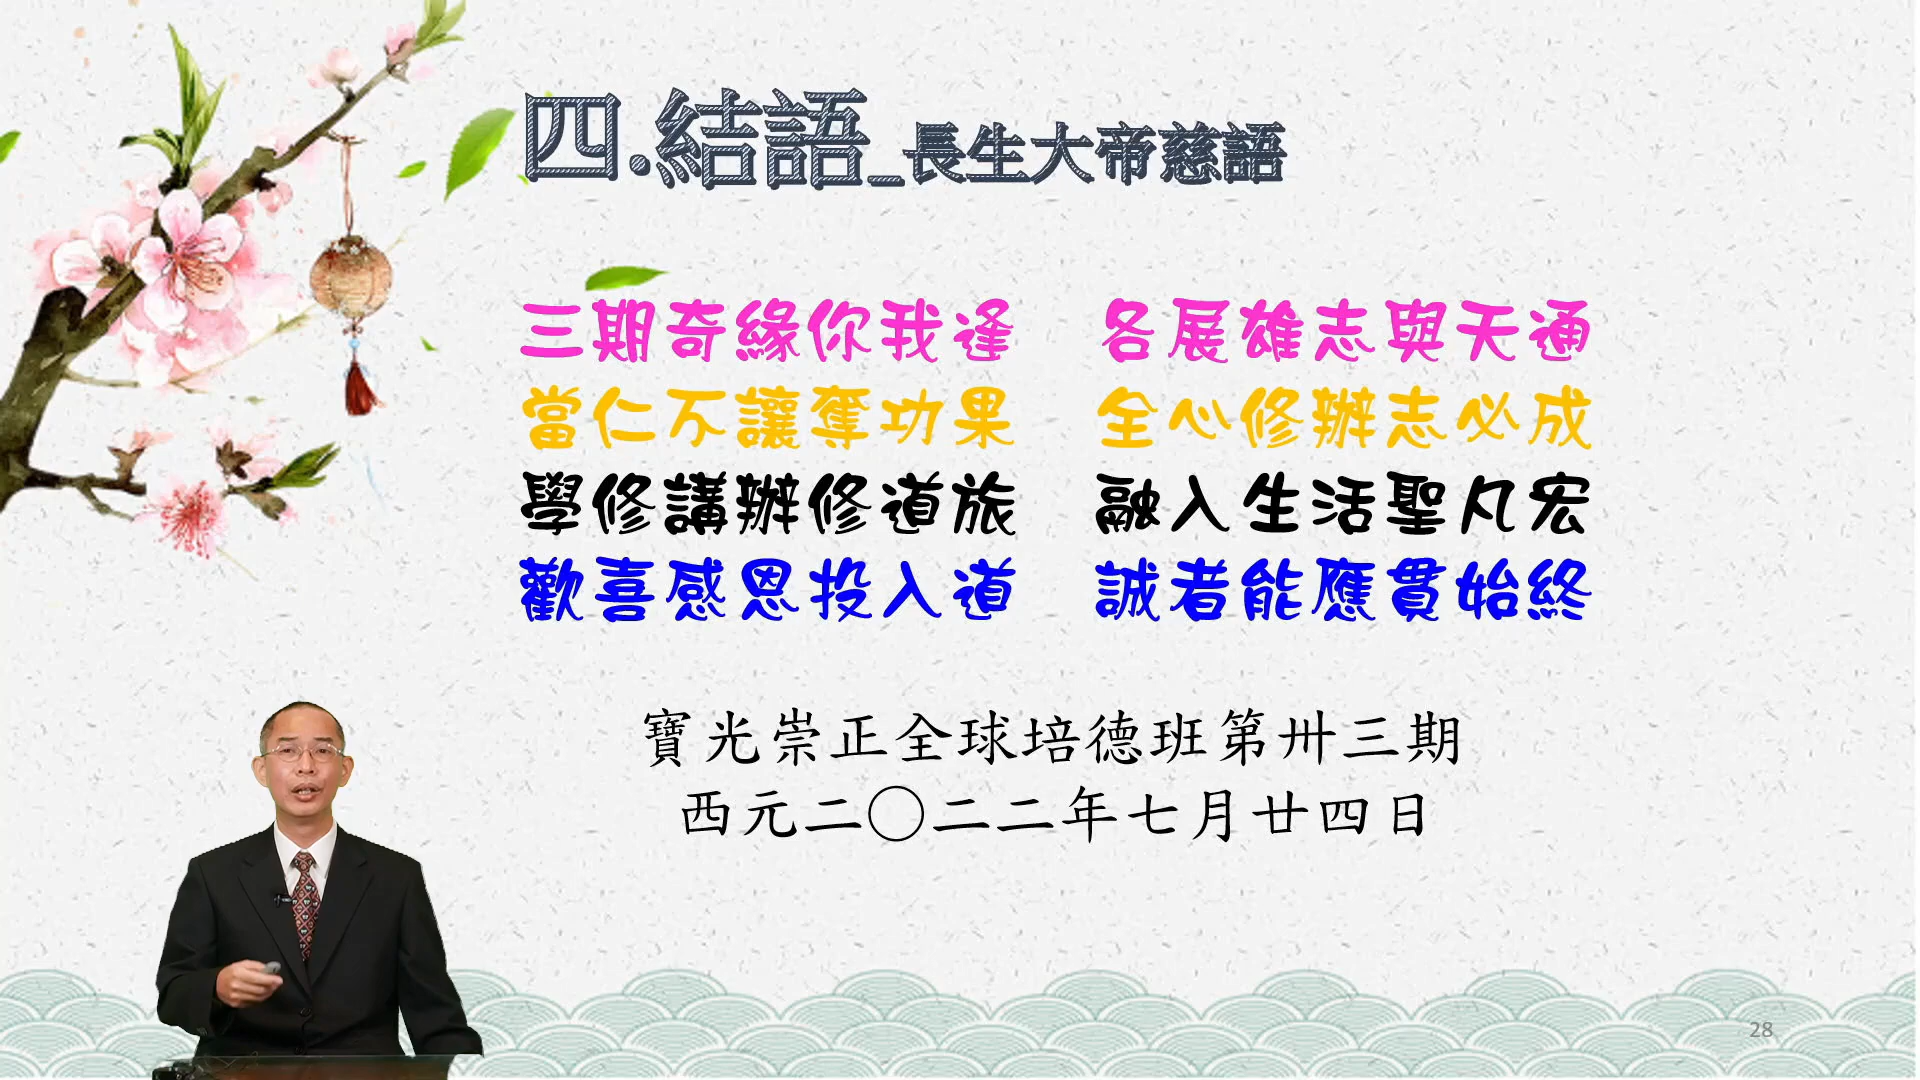 四.結語_長生大帝慈語
三期奇緣你我逢 各展雄志與天通
當仁不讓奪功果 全心修辦志必成
學修講辦修道旅 融入生活聖凡宏
歡喜感恩投入道 誠者能應貫始終
寶光崇正全球培德班第卅三期
西元二〇二二年七月廿四日
28